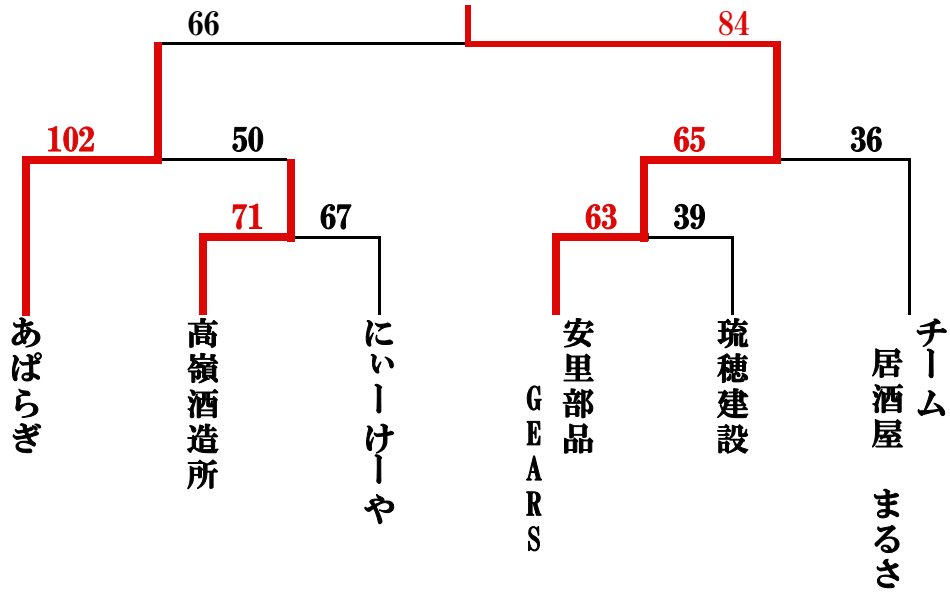 66
84
102
50
65
36
71
67
63
39
あぱらぎ
高嶺酒造所
にぃーけーや
安里部品
GEARS
琉穂建設
チーム
居酒屋 まるさ